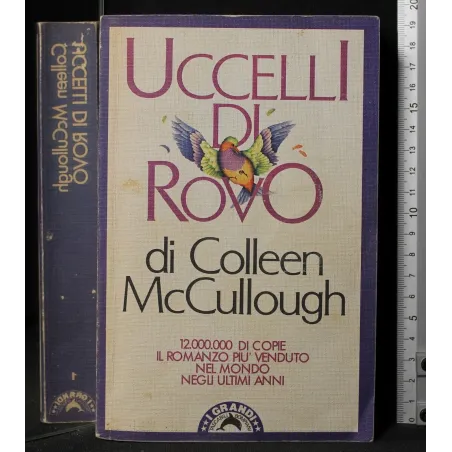 UCCELLI
DI
ROVO
di Colleen
McCullough
12.000.000 DI COPIE
IL ROMANZO PIU' VENDUTO
NEL MONDO
NEGLI ULTIMI ANNI
I GRANDI
UCCELLI DI ROVO
Colleen McCullough
I GRANDI